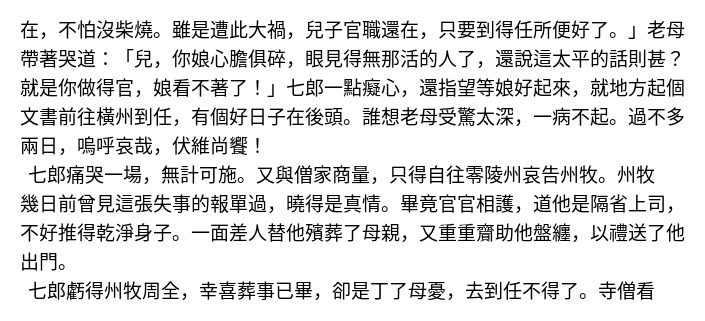 在，不怕沒柴燒。雖是遭此大禍，兒子官職還在，只要到得任所便好了。」老母
帶著哭道：「兒，你娘心膽俱碎，眼見得無那活的人了，還說這太平的話則甚？
就是你做得官，娘看不著了！」七郎一點癡心，還指望等娘好起來，就地方起個
文書前往橫州到任，有個好日子在後頭。誰想老母受驚太深，一病不起。過不多
兩日，嗚呼哀哉，伏維尚饗！
七郎痛哭一場，無計可施。又與僧家商量，只得自往零陵州哀告州牧。州牧
幾日前曾見這張失事的報單過，曉得是真情。畢竟官官相護，道他是隔省上司，
不好推得乾淨身子。一面差人替他殯葬了母親，又重重齎助他盤纏，以禮送了他
出門。
七郎虧得州牧周全，幸喜葬事已畢，卻是丁了母憂，去到任不得了。寺僧看